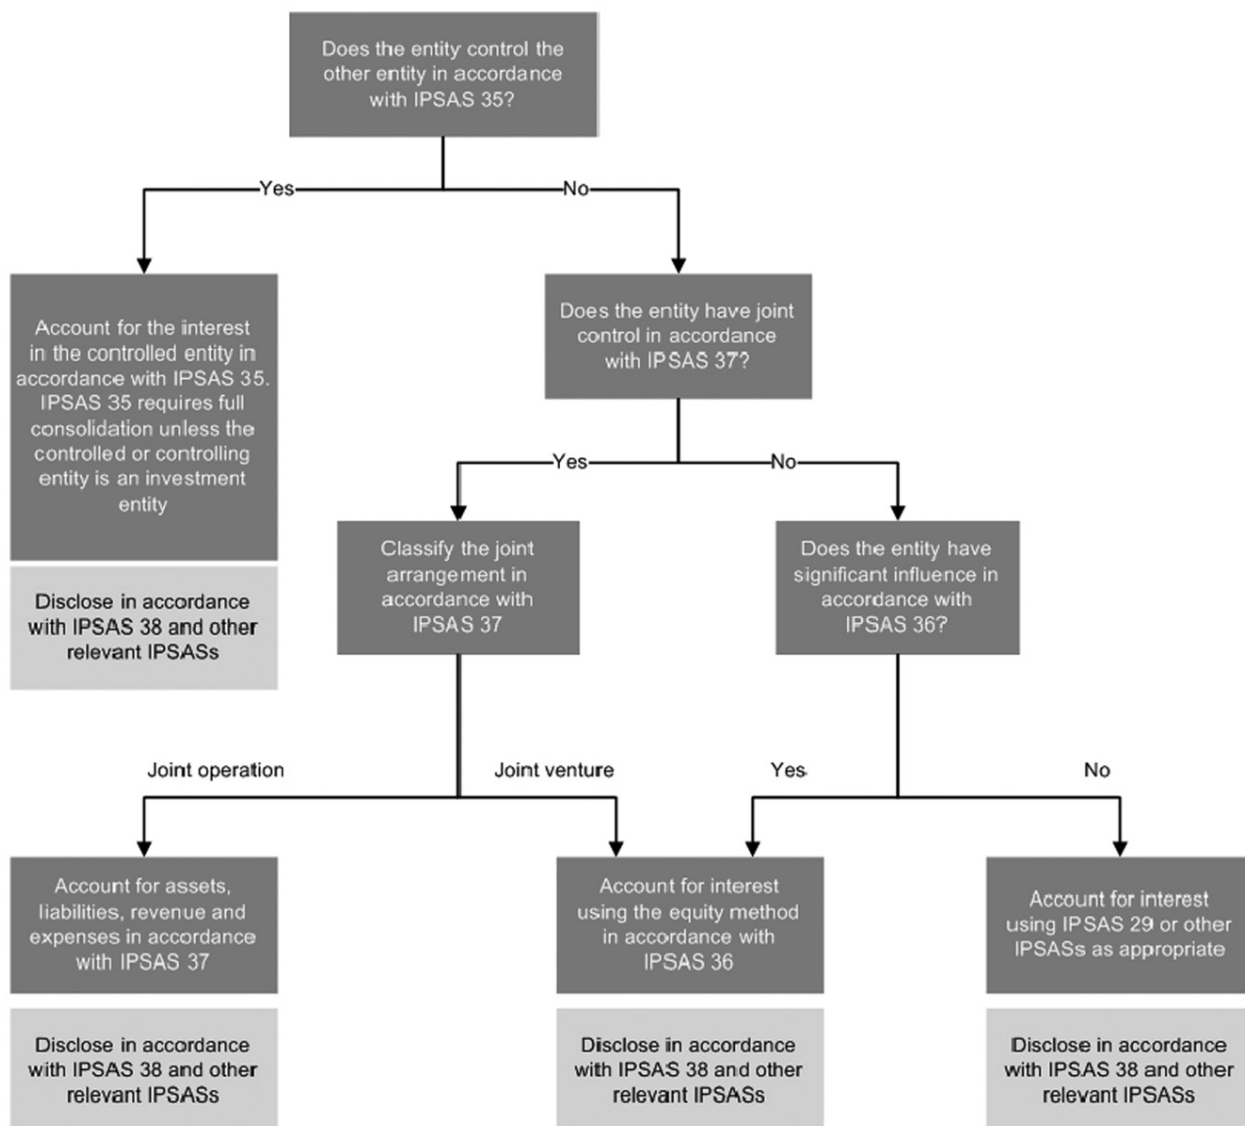 Does the entity control the
other entity in accordance
with IPSAS 35?
Yes
No
Account for the interest
in the controlled entity in
accordance with IPSAS 35.
IPSAS 35 requires full
consolidation unless the
controlled or controlling
entity is an investment
entity
Disclose in accordance
with IPSAS 38 and other
relevant IPSASs
Does the entity have joint
control in accordance
with IPSAS 37?
Yes
No
Classify the joint
arrangement in
accordance with
IPSAS 37
Does the entity have
significant influence in
accordance with
IPSAS 36?
Joint operation
Joint venture
Yes
No
Account for assets,
liabilities, revenue and
expenses in accordance
with IPSAS 37
Disclose in accordance
with IPSAS 38 and other
relevant IPSASs
Account for interest
using the equity method
in accordance with
IPSAS 36
Disclose in accordance
with IPSAS 38 and other
relevant IPSASs
Account for interest
using IPSAS 29 or other
IPSASs as appropriate
Disclose in accordance
with IPSAS 38 and other
relevant IPSASs